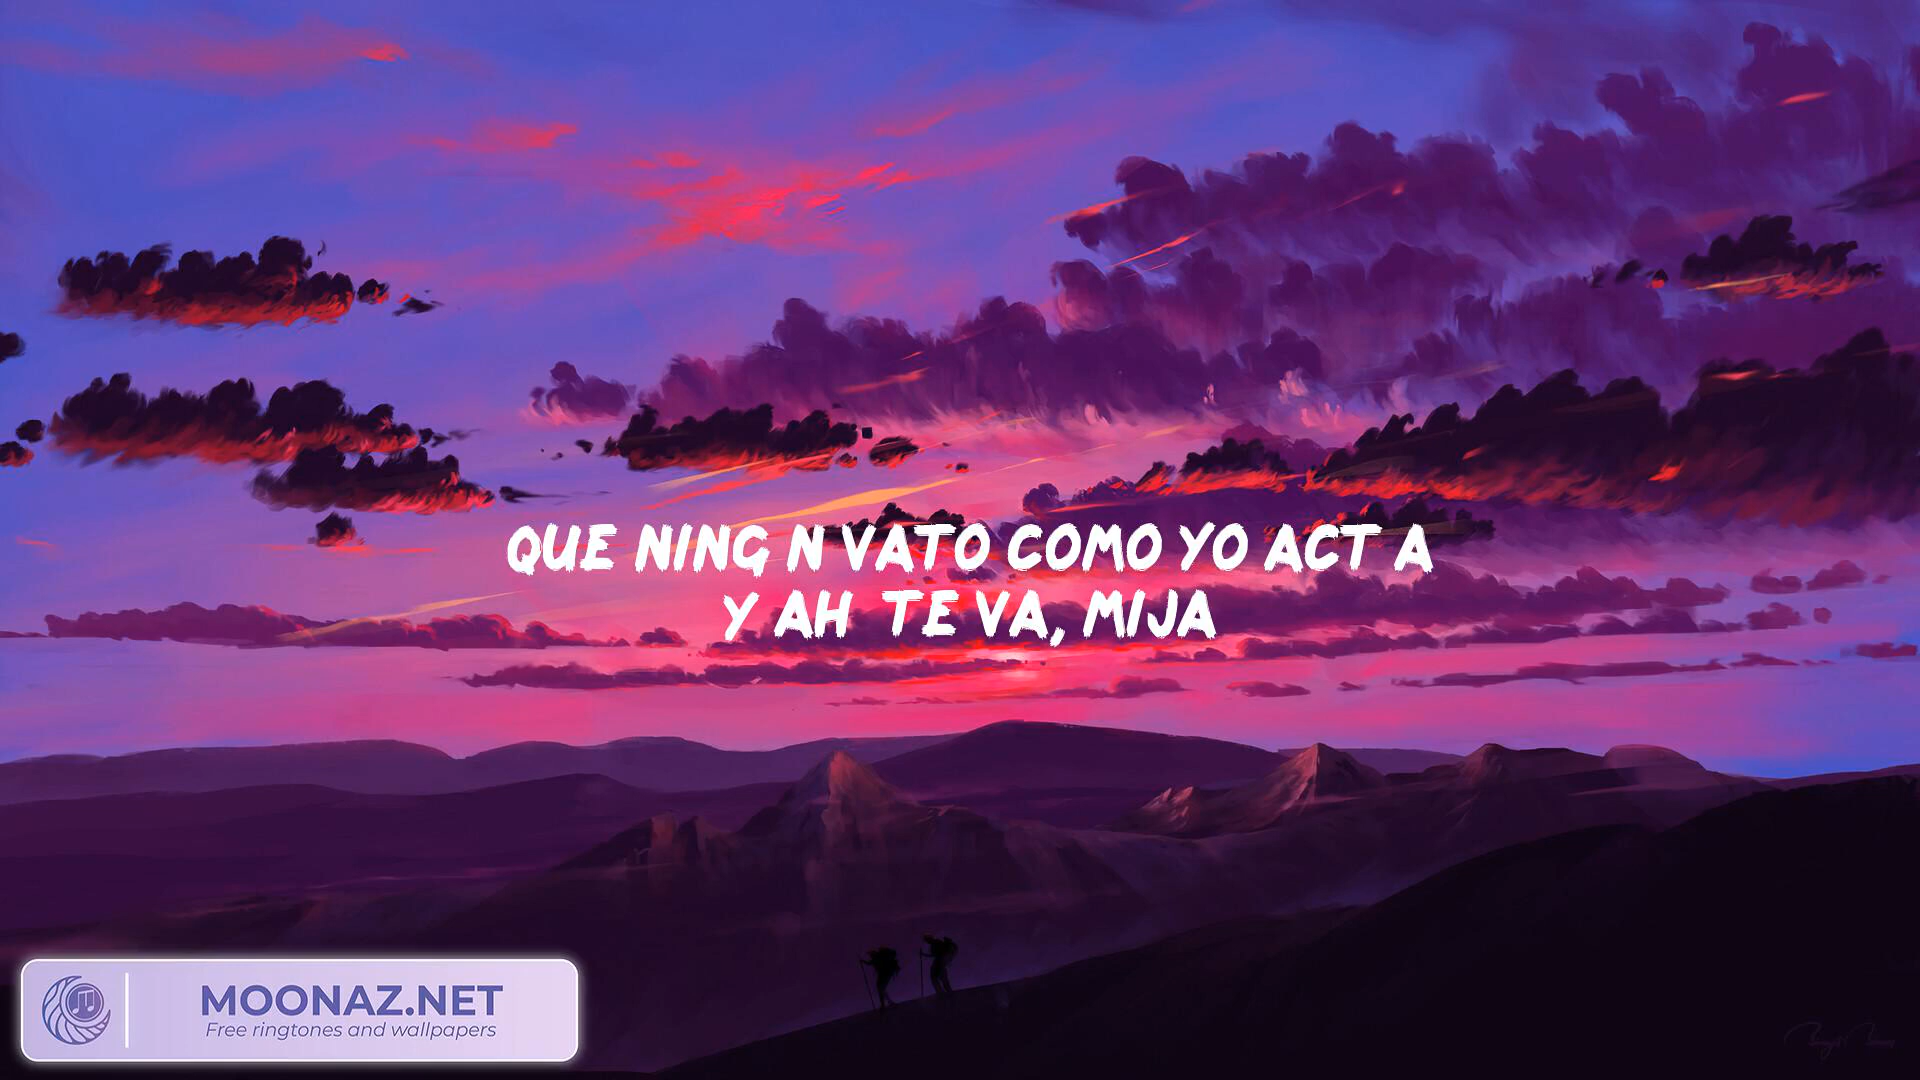 QUE NING N VATO COMO YO ACT A
Y AH TE VA, MIJA
MOONAZ.NET
Free ringtones and wallpapers